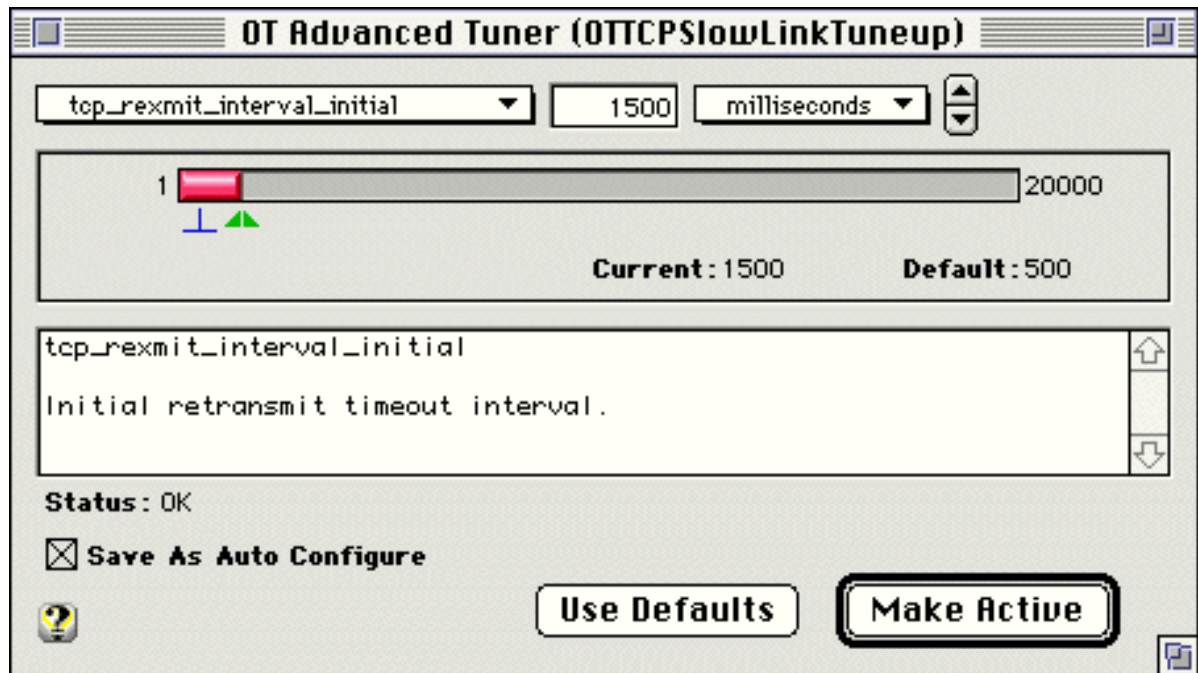 OT Advanced Tuner (OTTCPSlowLinkTuneup)
tcp_rexmit_interval_initial 1500 milliseconds
1 20000
Current: 1500 Default: 500
tcp_rexmit_interval_initial
Initial retransmit timeout interval.
Status: OK
Save As Auto Configure
Use Defaults Make Active